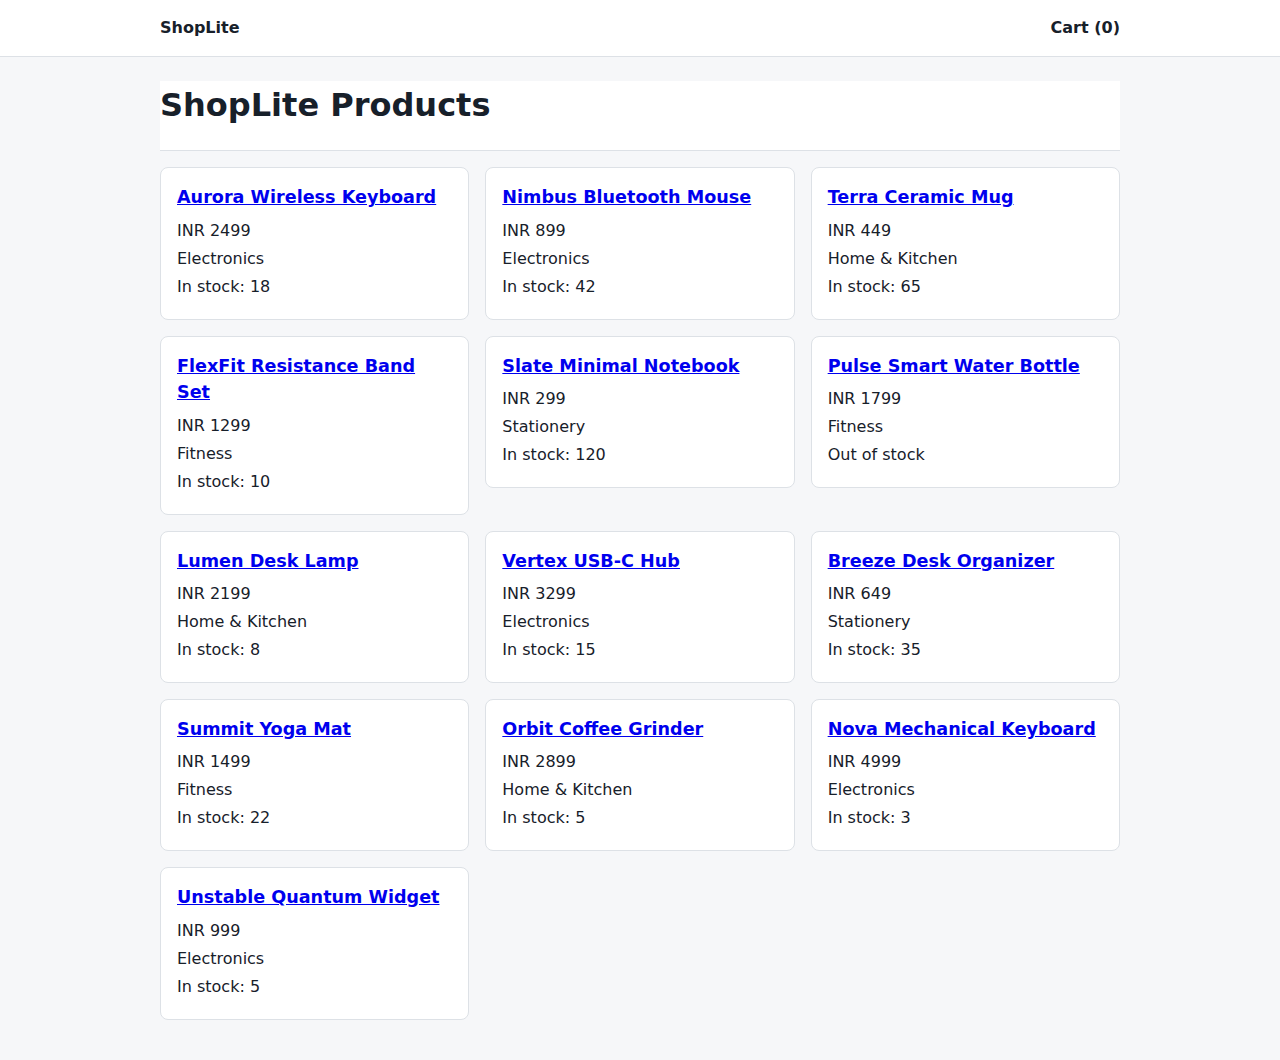 ShopLite
Cart (0)
ShopLite Products
Aurora Wireless Keyboard
INR 2499
Electronics
In stock: 18
Nimbus Bluetooth Mouse
INR 899
Electronics
In stock: 42
Terra Ceramic Mug
INR 449
Home & Kitchen
In stock: 65
FlexFit Resistance Band
Set
INR 1299
Fitness
In stock: 10
Slate Minimal Notebook
INR 299
Stationery
In stock: 120
Pulse Smart Water Bottle
INR 1799
Fitness
Out of stock
Lumen Desk Lamp
INR 2199
Home & Kitchen
In stock: 8
Vertex USB-C Hub
INR 3299
Electronics
In stock: 15
Breeze Desk Organizer
INR 649
Stationery
In stock: 35
Summit Yoga Mat
INR 1499
Fitness
In stock: 22
Orbit Coffee Grinder
INR 2899
Home & Kitchen
In stock: 5
Nova Mechanical Keyboard
INR 4999
Electronics
In stock: 3
Unstable Quantum Widget
INR 999
Electronics
In stock: 5